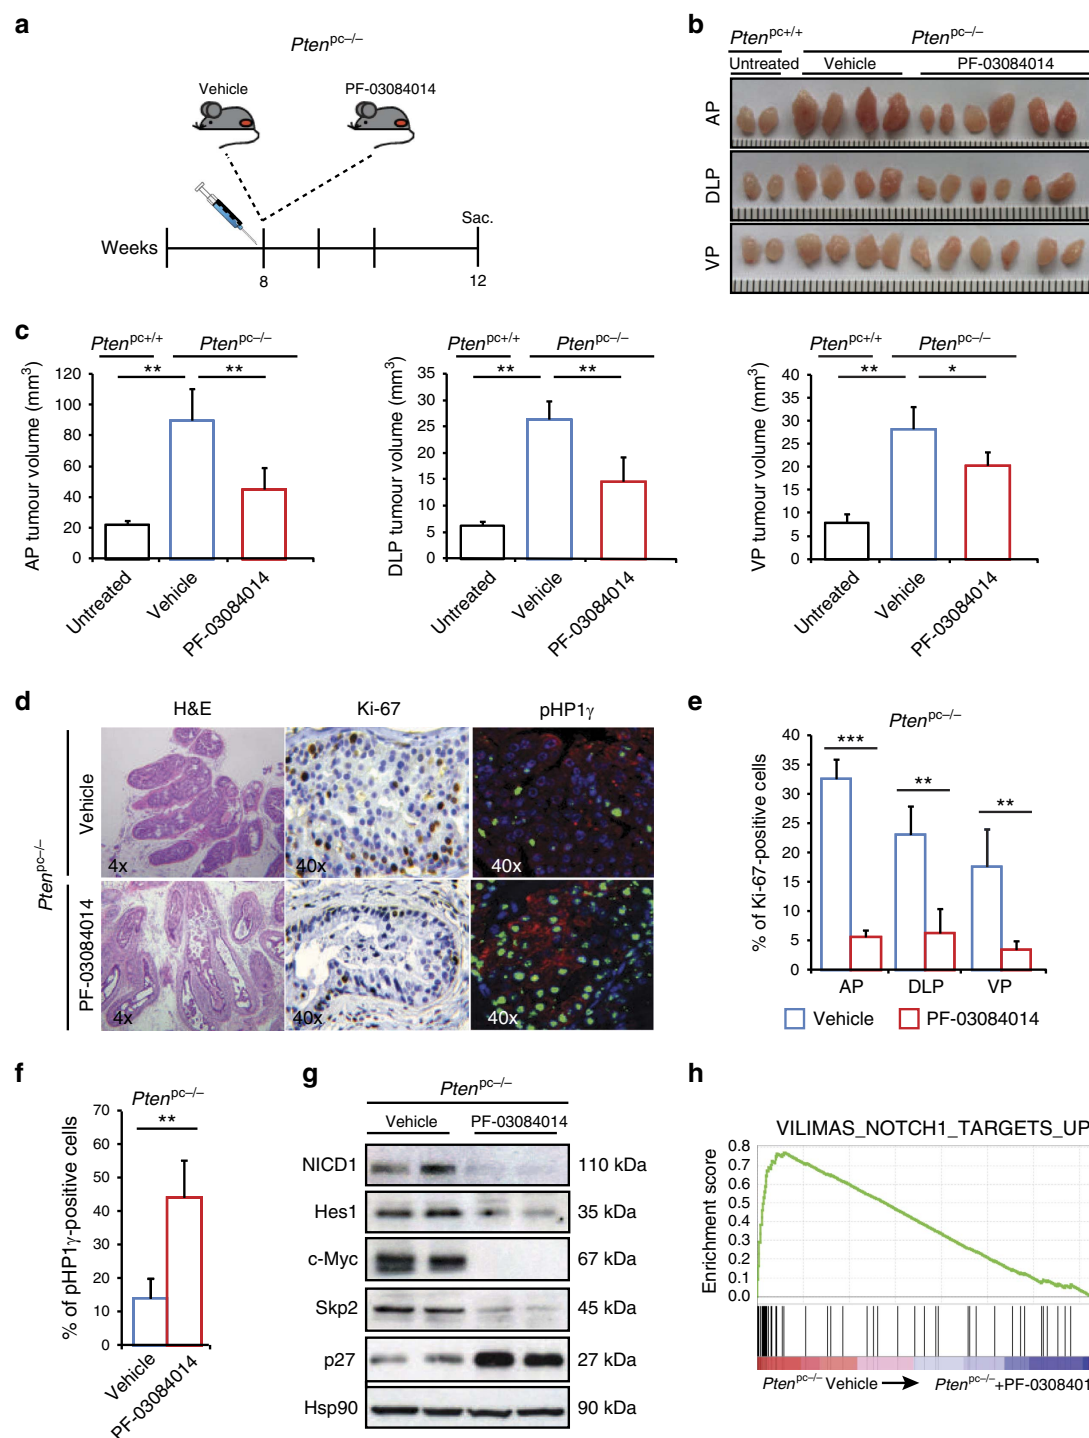 a
Pten pc–/–
Vehicle
PF-03084014
Weeks
8
12
Sac.
b
Pten pc+/+
Pten pc–/–
Untreated
Vehicle
PF-03084014
AP
DLP
VP
c
Pten pc+/+
Pten pc–/–
**
**
AP tumour volume (mm3)
120
100
80
60
40
20
0
Untreated
Vehicle
PF-03084014
Pten pc+/+
Pten pc–/–
**
**
DLP tumour volume (mm3)
35
30
25
20
15
10
5
0
Untreated
Vehicle
PF-03084014
Pten pc+/+
Pten pc–/–
**
*
VP tumour volume (mm3)
40
35
30
25
20
15
10
5
0
Untreated
Vehicle
PF-03084014
d
H&E
Ki-67
pHP1γ
Pten pc–/–
Vehicle
4x
40x
40x
PF-03084014
4x
40x
40x
e
Pten pc–/–
% of Ki-67-positive cells
40
35
30
25
20
15
10
5
0
***
**
**
AP
DLP
VP
Vehicle
PF-03084014
f
Pten pc–/–
**
% of pHP1γ-positive cells
70
60
50
40
30
20
10
0
Vehicle
PF-03084014
g
Pten pc–/–
Vehicle
PF-03084014
NICD1
110 kDa
Hes1
35 kDa
c-Myc
67 kDa
Skp2
45 kDa
p27
27 kDa
Hsp90
90 kDa
h
VILIMAS_NOTCH1_TARGETS_UP
Enrichment score
0.8
0.7
0.6
0.5
0.4
0.3
0.2
0.1
0.0
Pten pc–/– Vehicle
Pten pc–/–+PF-0308401